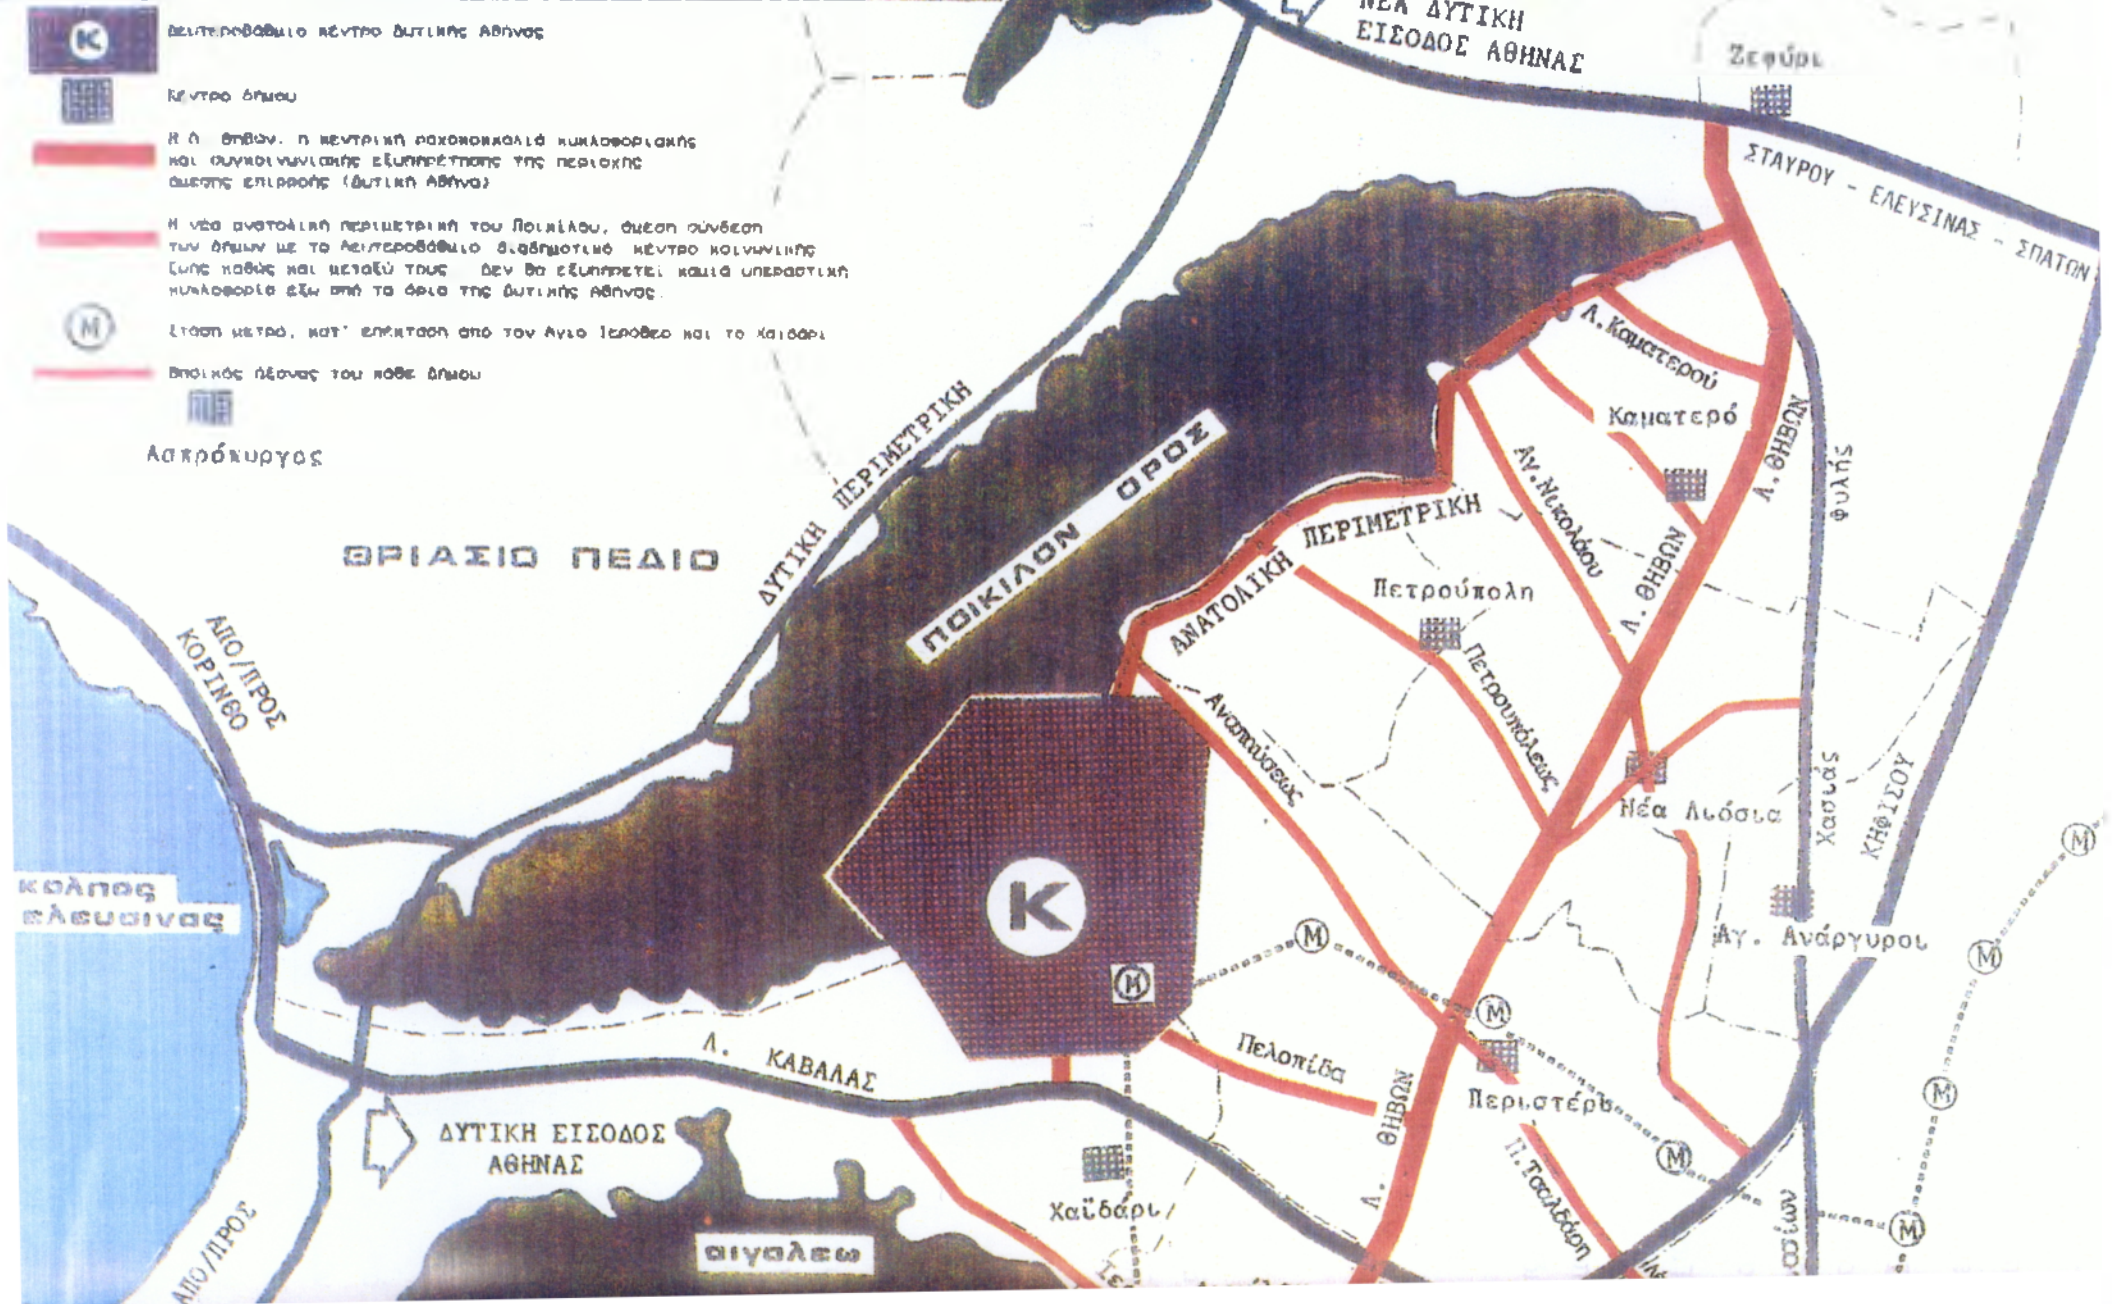 Κ
Δευτεροβάθμιο κέντρο Δυτικής Αθήνας
Κέντρο δήμου
Η Λ. Θηβών, η κεντρική ραχοκοκκαλιά κυκλοφοριακής
και συγκοινωνιακής εξυπηρέτησης της περιοχής
άμεσης επιρροής (Δυτική Αθήνα)
Η νέα ανατολική περιμετρική του Ποικίλου, άμεση σύνδεση
των δήμων με το δευτεροβάθμιο διαδημοτικό κέντρο κοινωνικής
ζωής καθώς και μεταξύ τους. Δεν θα εξυπηρετεί καμιά υπεραστική
κυκλοφορία έξω από τα όρια της Δυτικής Αθήνας.
Μ
Στάση μετρό, κατ' επέκταση από τον Αγιο Ιερόθεο και το Χαϊδάρι
Βασικός άξονας του κάθε δήμου
Ασπρόπυργος
ΝΕΑ ΔΥΤΙΚΗ
ΕΙΣΟΔΟΣ ΑΘΗΝΑΣ
Ζεφύρι
ΣΤΑΥΡΟΥ - ΕΛΕΥΣΙΝΑΣ - ΣΠΑΤΩΝ
Λ. Καματερού
Καματερό
Λ. ΘΗΒΩΝ
Φυλής
ΔΥΤΙΚΗ ΠΕΡΙΜΕΤΡΙΚΗ
ΠΟΙΚΙΛΟΝ ΟΡΟΣ
Αγ. Νικολάου
Λ. ΘΗΒΩΝ
ΑΝΑΤΟΛΙΚΗ ΠΕΡΙΜΕΤΡΙΚΗ
ΘΡΙΑΣΙΟ ΠΕΔΙΟ
Πετρούπολη
Πετρουπόλεως
ΑΠΟ/ΠΡΟΣ
ΚΟΡΙΝΘΟ
Αναπαύσεως
Νέα Λιόσια
Χασιάς
ΚΗΦΙΣΟΥ
Μ
κόλπος
ελευσινας
Κ
Μ
Μ
Αγ. Ανάργυροι
Μ
Μ
Λ. ΚΑΒΑΛΑΣ
Πελοπίδα
Λ. ΘΗΒΩΝ
Περιστέρι
Μ
Μ
ΔΥΤΙΚΗ ΕΙΣΟΔΟΣ
ΑΘΗΝΑΣ
Χαϊδάρι
Π. Τσαλδάρη
Μ
ΑΠΟ/ΠΡΟΣ
αιγαλεω